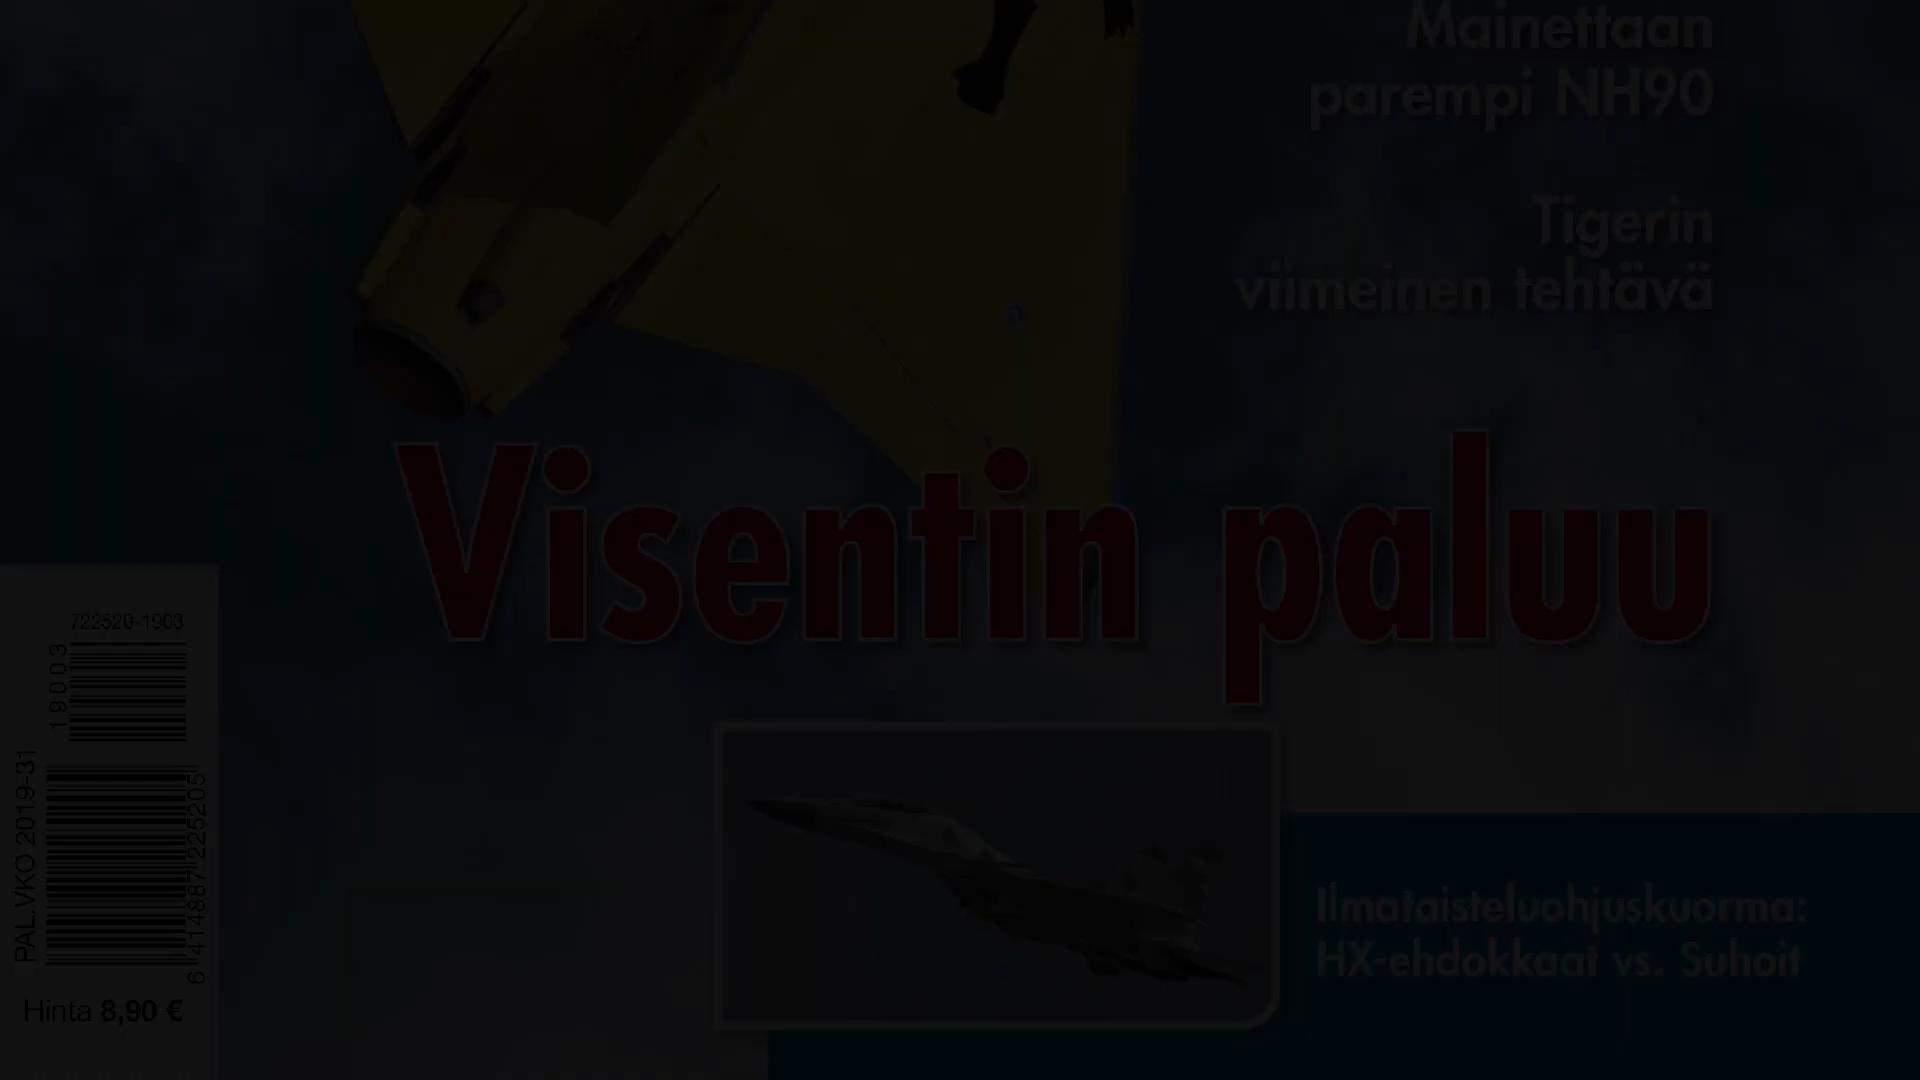 Mainettaan
parempi NH90
Tigerin
viimeinen tehtävä
Visentin paluu
722520-1903
19003
PAL.VKO 2019-31
6 414887 225205
Hinta 8,90 €
Ilmataisteluohjuskuorma:
HX-ehdokkaat vs. Suhoit